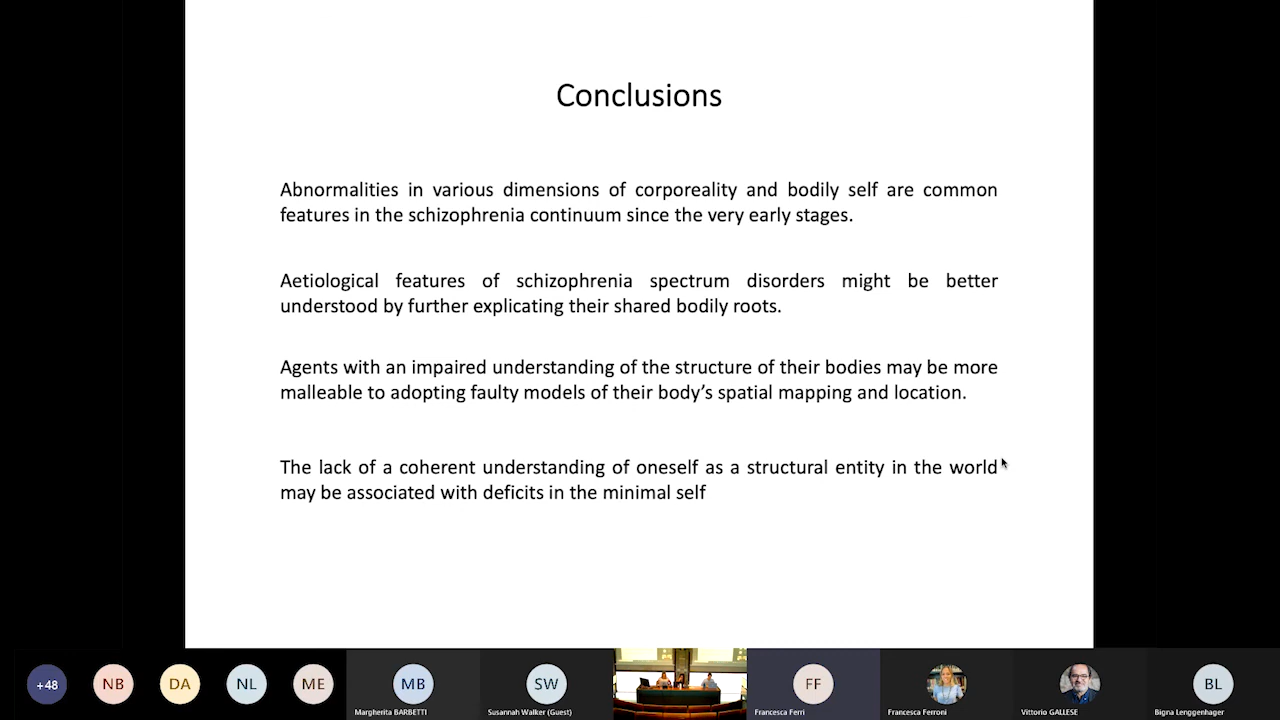 Conclusions
Abnormalities in various dimensions of corporeality and bodily self are common
features in the schizophrenia continuum since the very early stages.
Aetiological features of schizophrenia spectrum disorders might be better
understood by further explicating their shared bodily roots.
Agents with an impaired understanding of the structure of their bodies may be more
malleable to adopting faulty models of their body’s spatial mapping and location.
The lack of a coherent understanding of oneself as a structural entity in the world
may be associated with deficits in the minimal self
+48
NB
DA
NL
ME
MB
SW
FF
BL
Margherita BARBETTI
Susannah Walker (Guest)
Francesca Ferri
Francesca Ferroni
Vittorio GALLESE
Bigna Lenggenhager